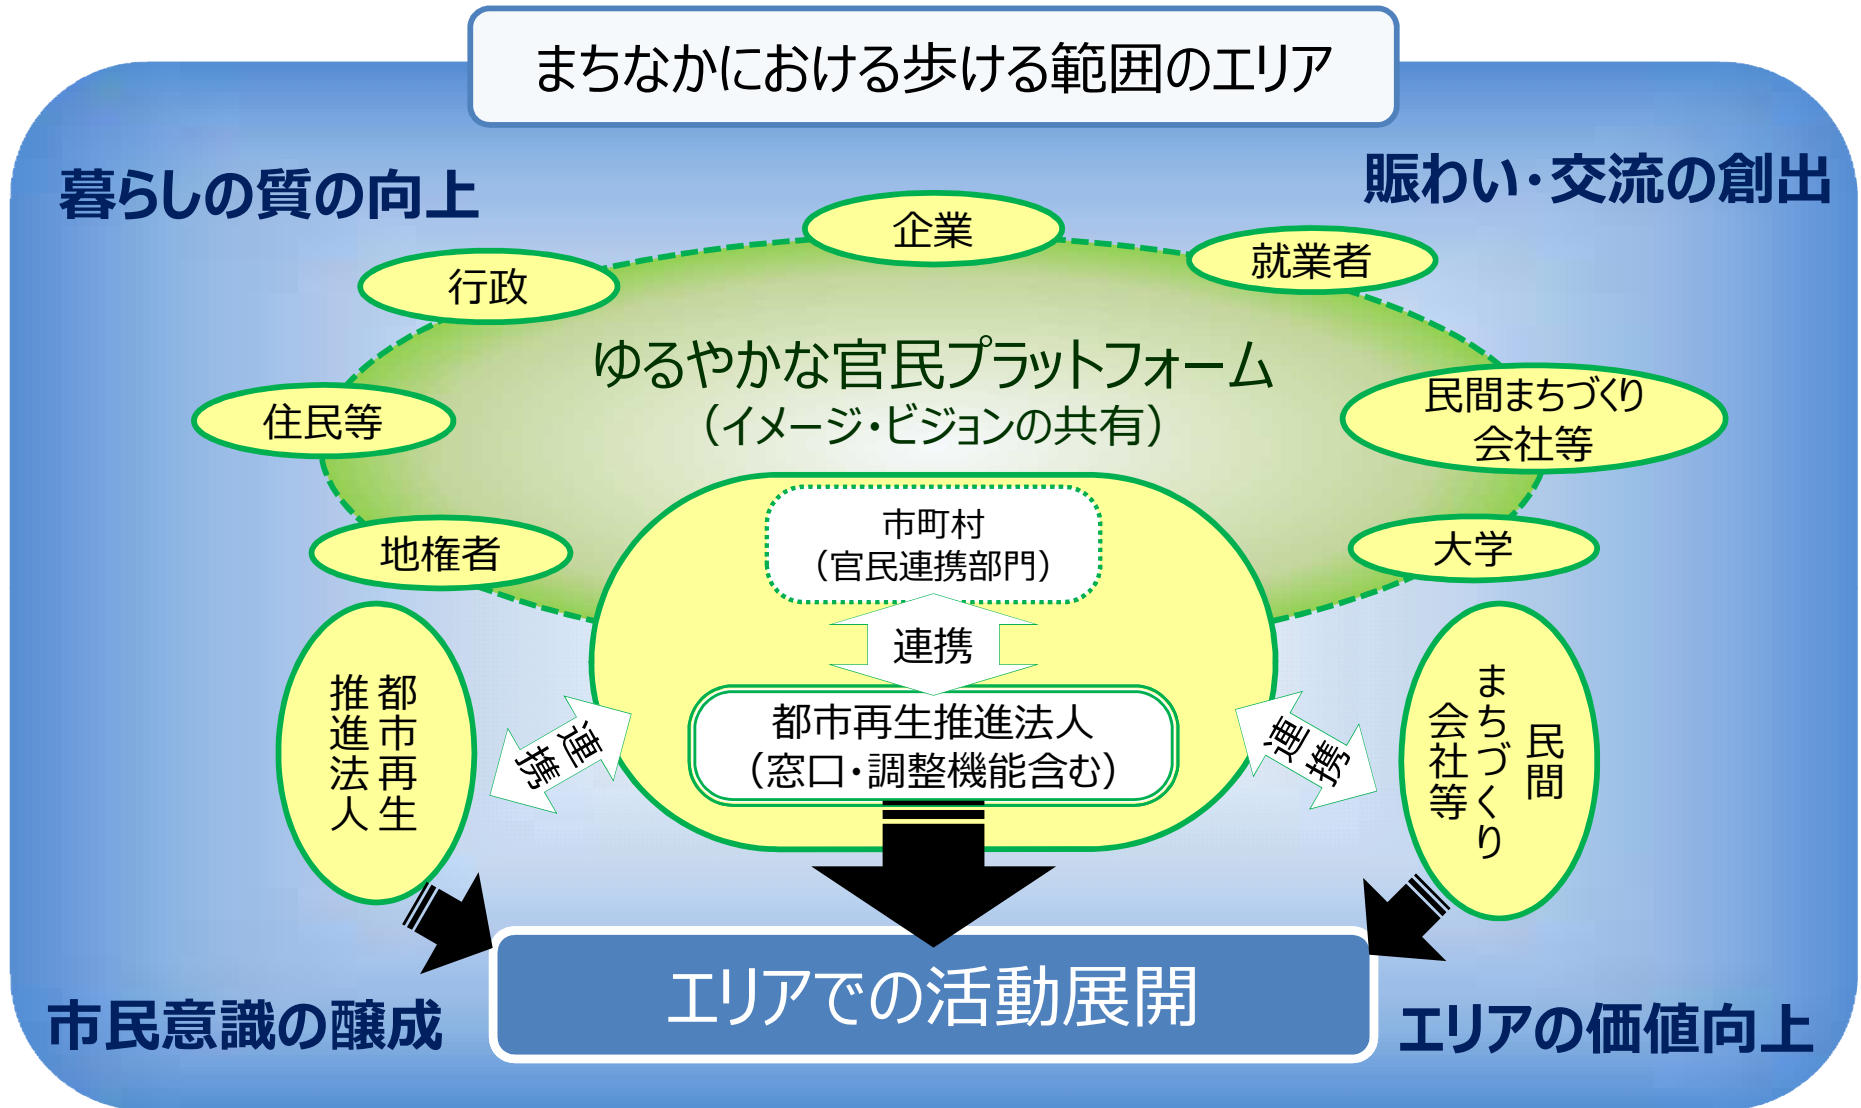 まちなかにおける歩ける範囲のエリア
暮らしの質の向上
賑わい・交流の創出
企業
行政
就業者
ゆるやかな官民プラットフォーム
（イメージ・ビジョンの共有）
住民等
民間まちづくり
会社等
地権者
大学
市町村
（官民連携部門）
連携
都市再生推進法人
（窓口・調整機能含む）
都市再生
推進法人
連携
連携
民間
まちづくり
会社等
エリアでの活動展開
市民意識の醸成
エリアの価値向上